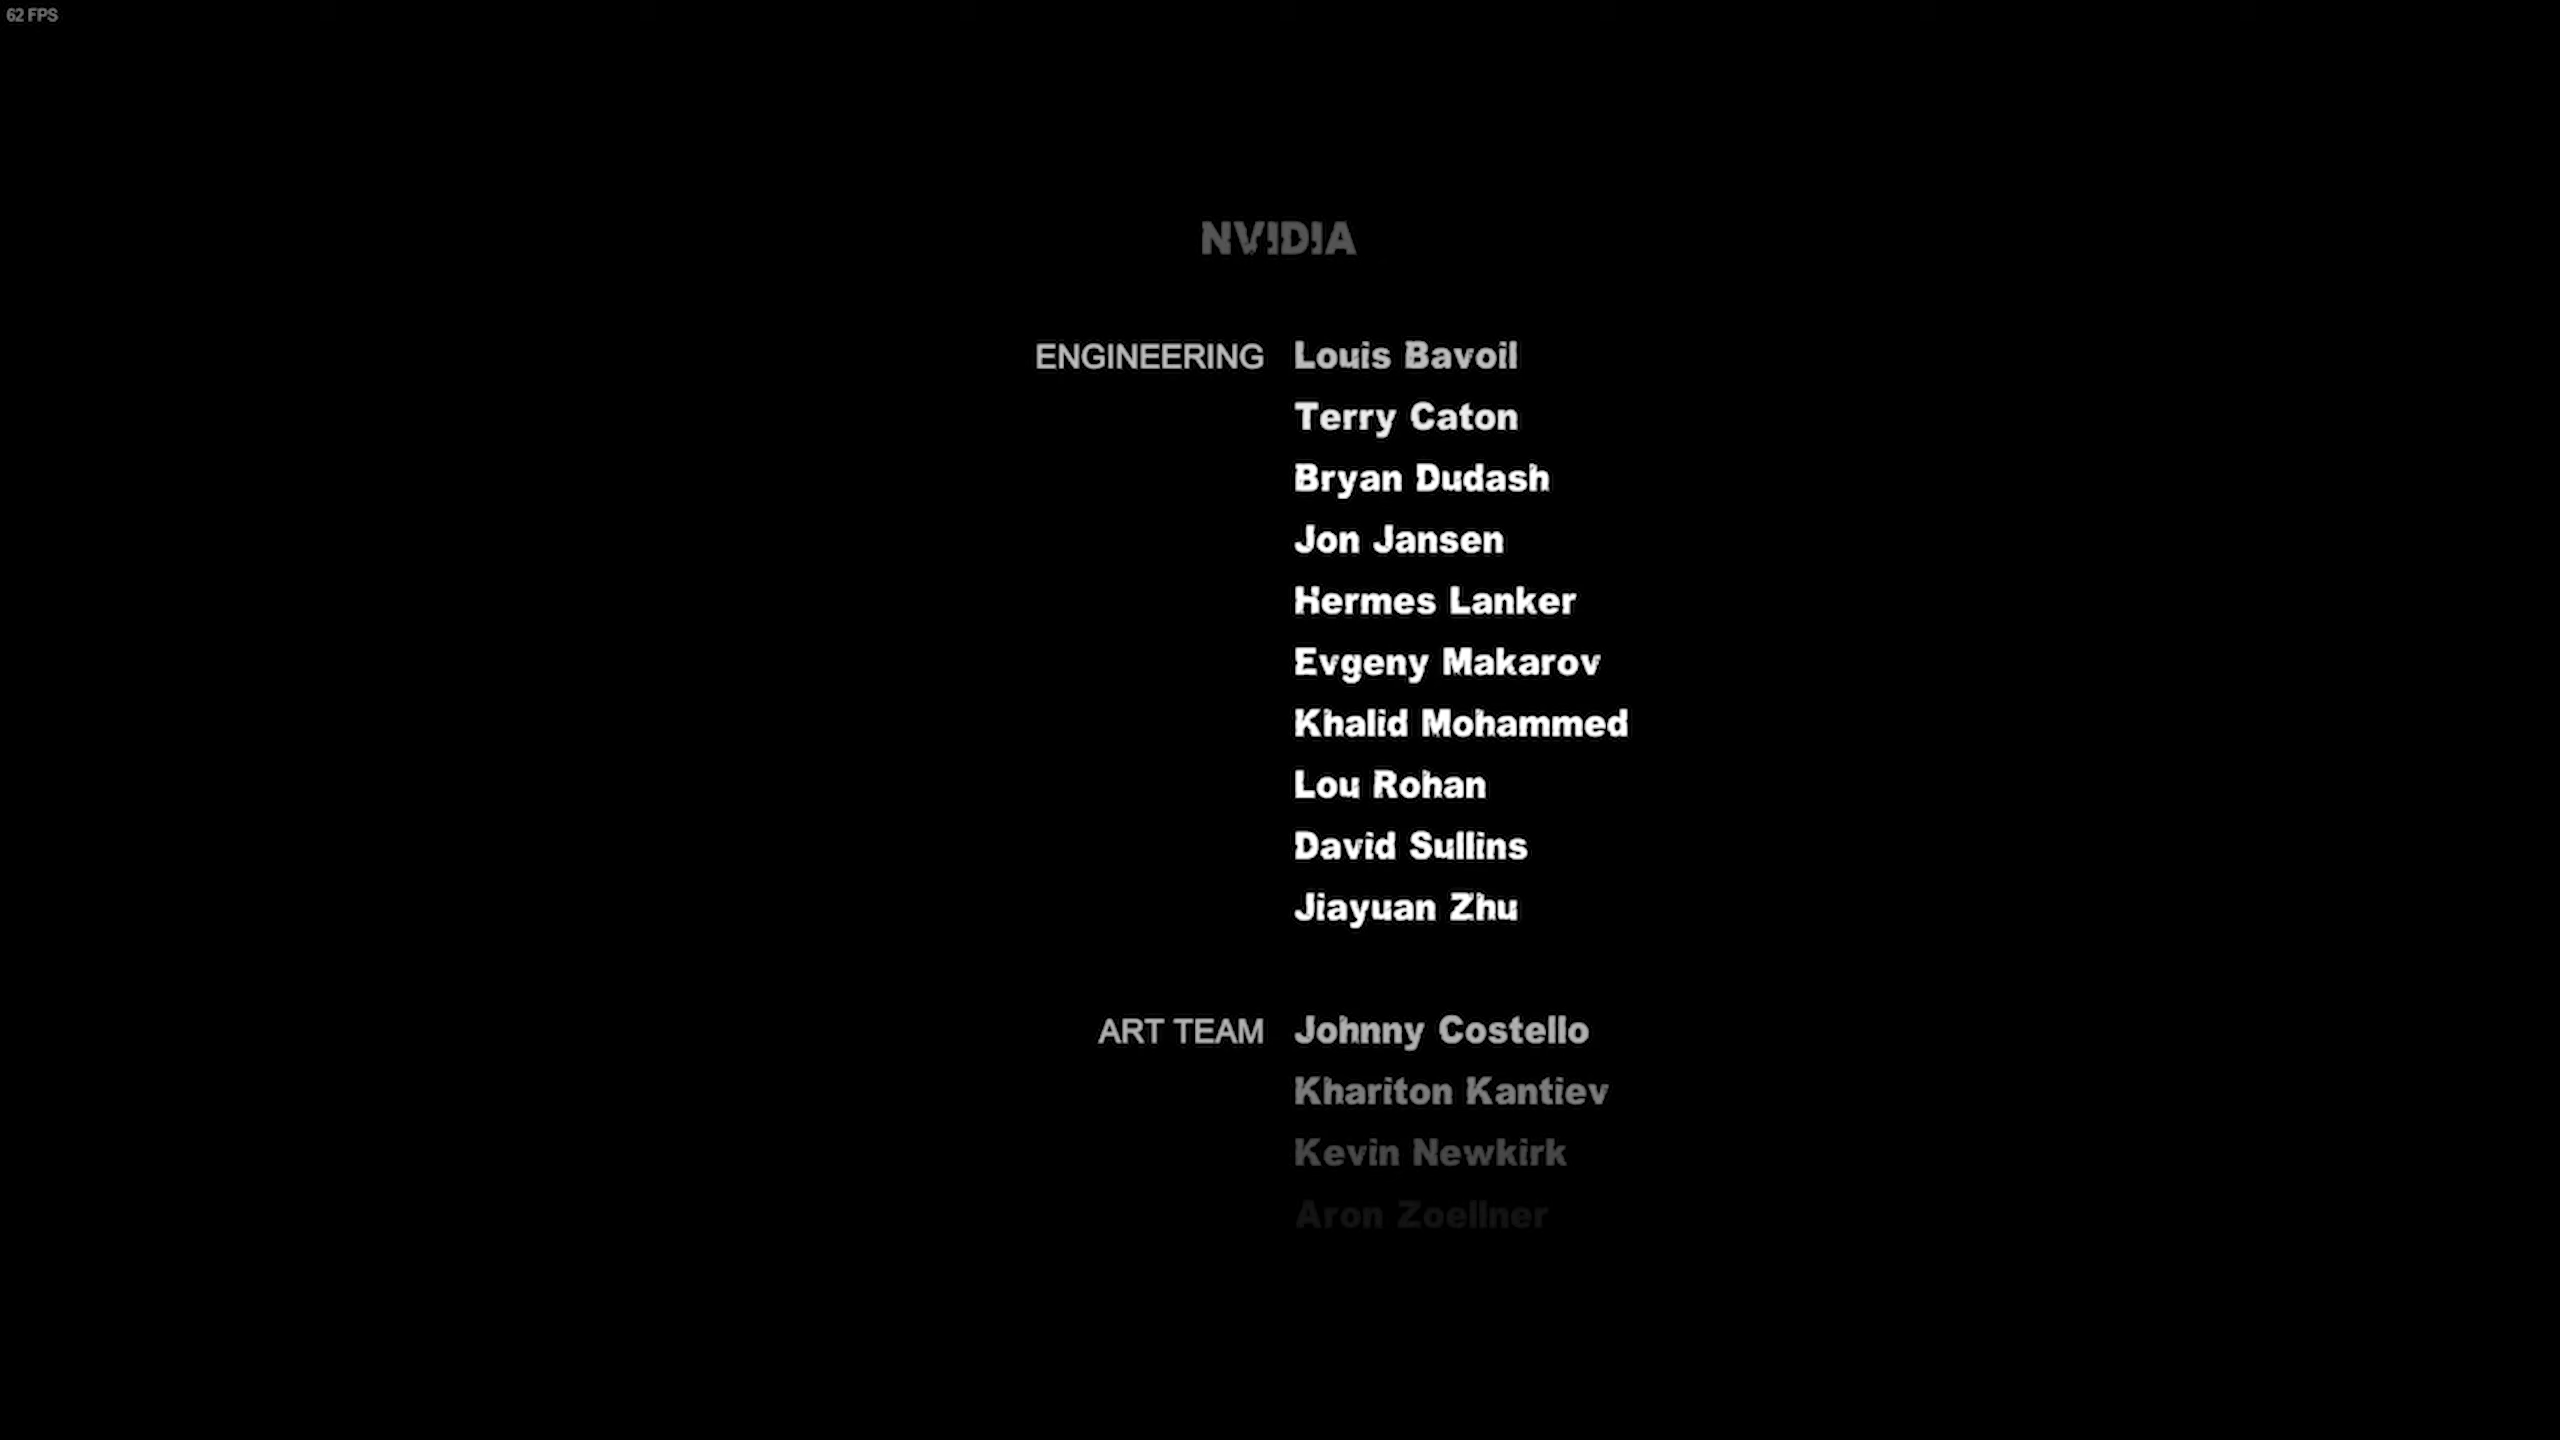 62 FPS
NVIDIA
ENGINEERING Louis Bavoil
Terry Caton
Bryan Dudash
Jon Jansen
Hermes Lanker
Evgeny Makarov
Khalid Mohammed
Lou Rohan
David Sullins
Jiayuan Zhu
ART TEAM Johnny Costello
Khariton Kantiev
Kevin Newkirk
Aron Zoellner